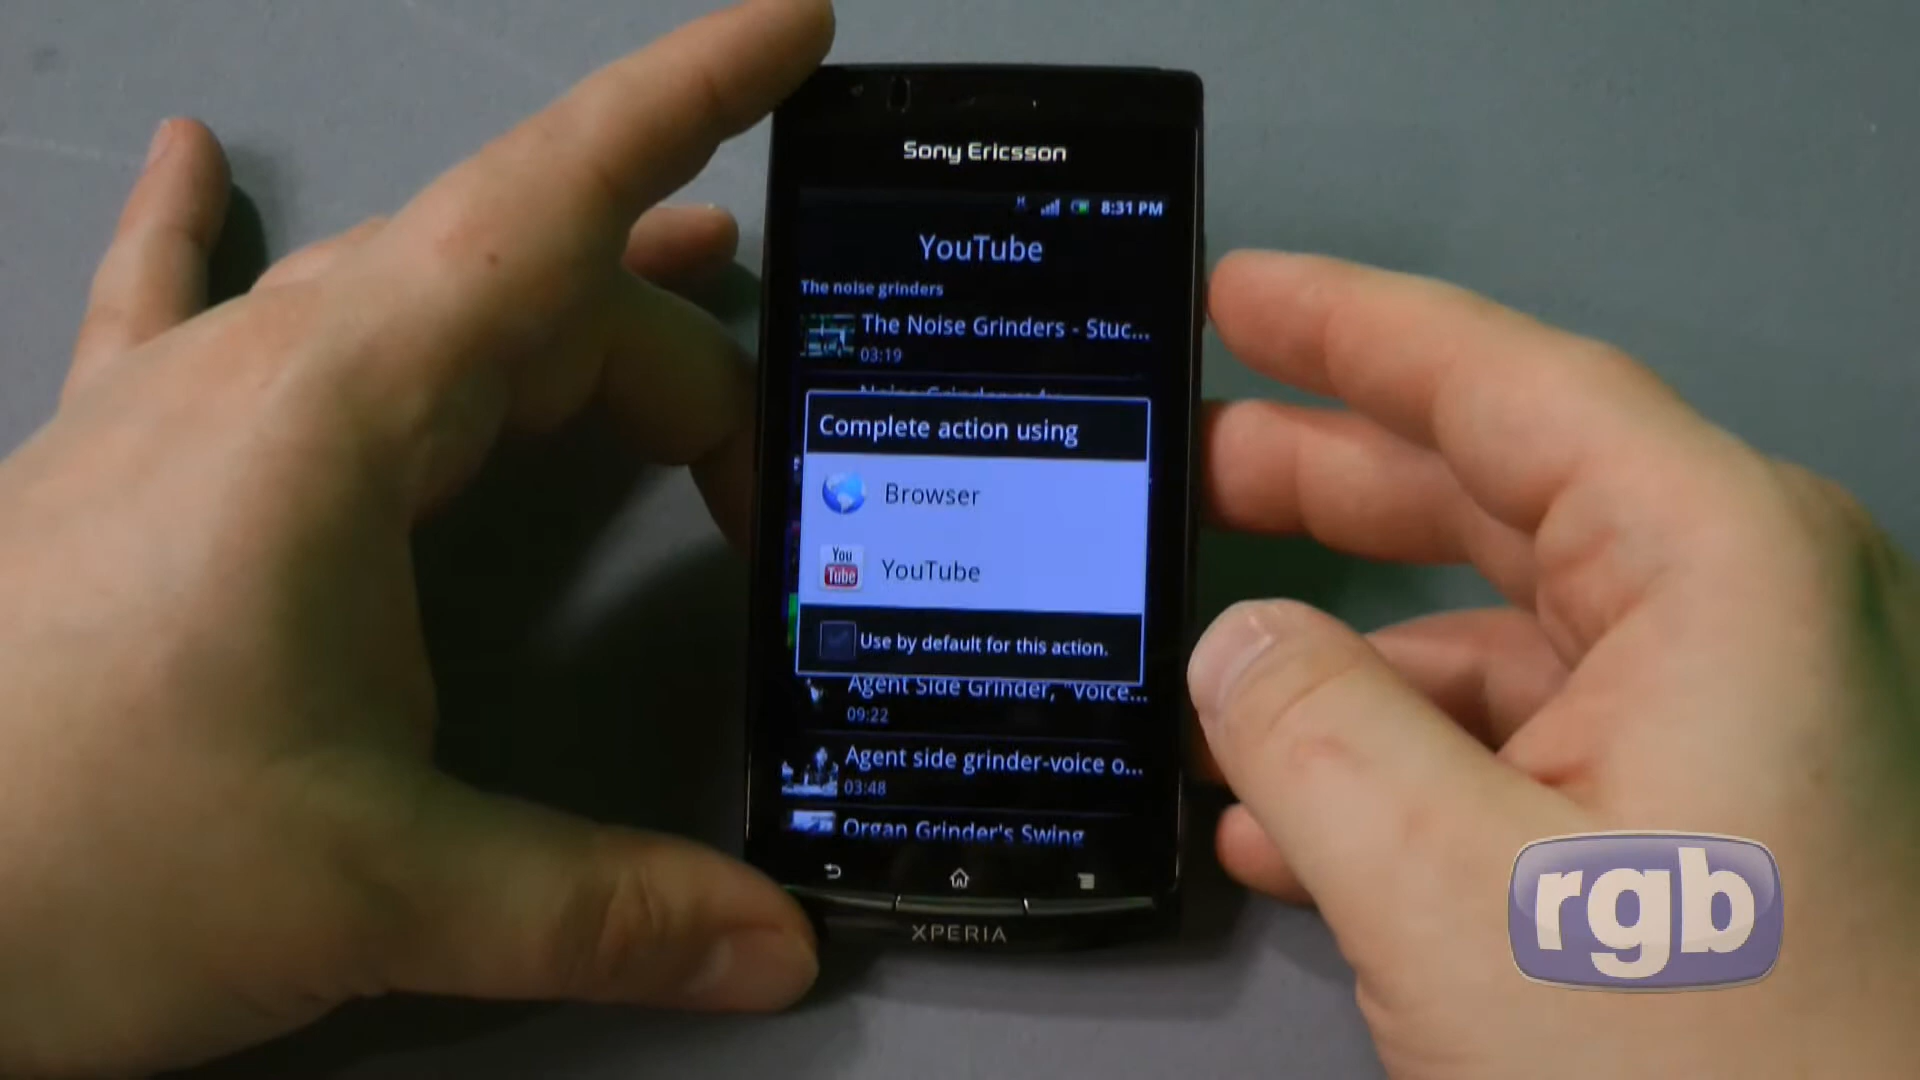 Sony Ericsson
H
8:31 PM
YouTube
The noise grinders
The Noise Grinders - Stuc...
03:19
Complete action using
Browser
You
Tube
YouTube
Use by default for this action.
Agent Side Grinder, "Voice...
09:22
Agent side grinder-voice o...
03:48
Organ Grinder's Swing
XPERIA
rgb